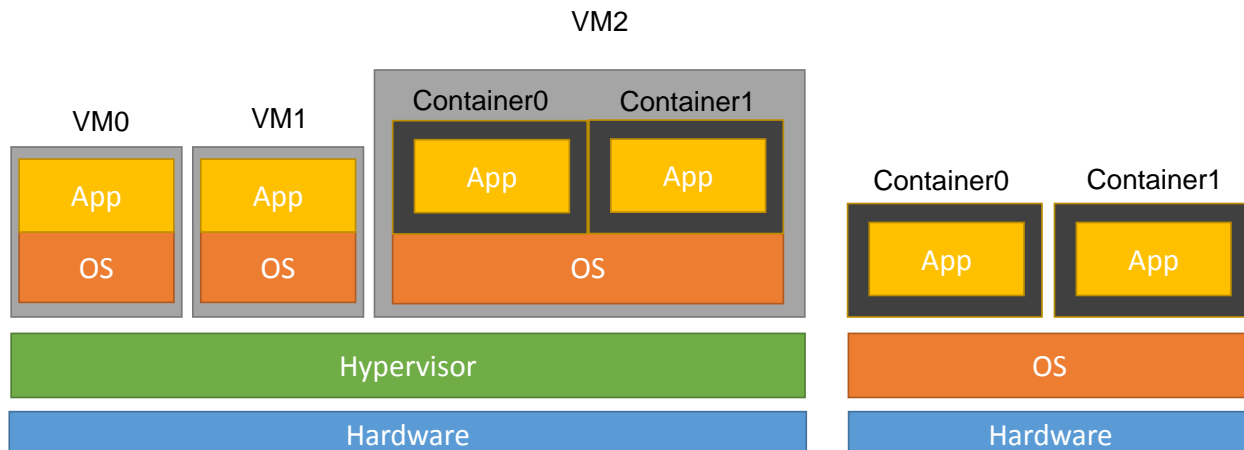 VM2
VM0
VM1
Container0
Container1
App
App
App
App
OS
OS
OS
Hypervisor
Hardware
Container0
Container1
App
App
OS
Hardware